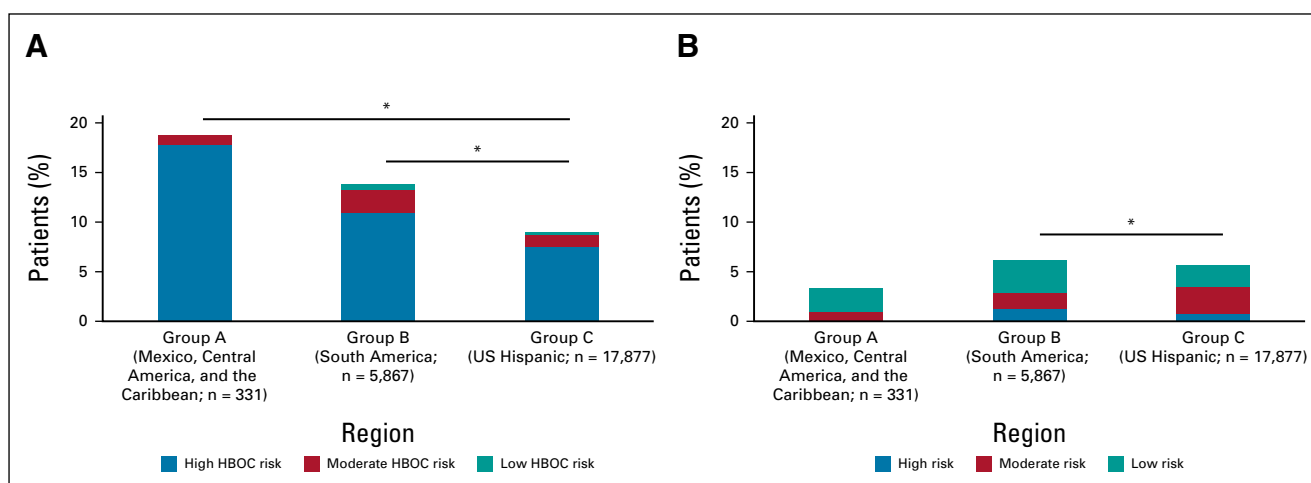 A
Patients (%)
20
15
10
5
0
*
*
Group A
(Mexico, Central
America, and the
Caribbean; n = 331)
Group B
(South America;
n = 5,867)
Group C
(US Hispanic; n = 17,877)
Region
High HBOC risk
Moderate HBOC risk
Low HBOC risk
B
Patients (%)
20
15
10
5
0
*
Group A
(Mexico, Central
America, and the
Caribbean; n = 331)
Group B
(South America;
n = 5,867)
Group C
(US Hispanic; n = 17,877)
Region
High risk
Moderate risk
Low risk